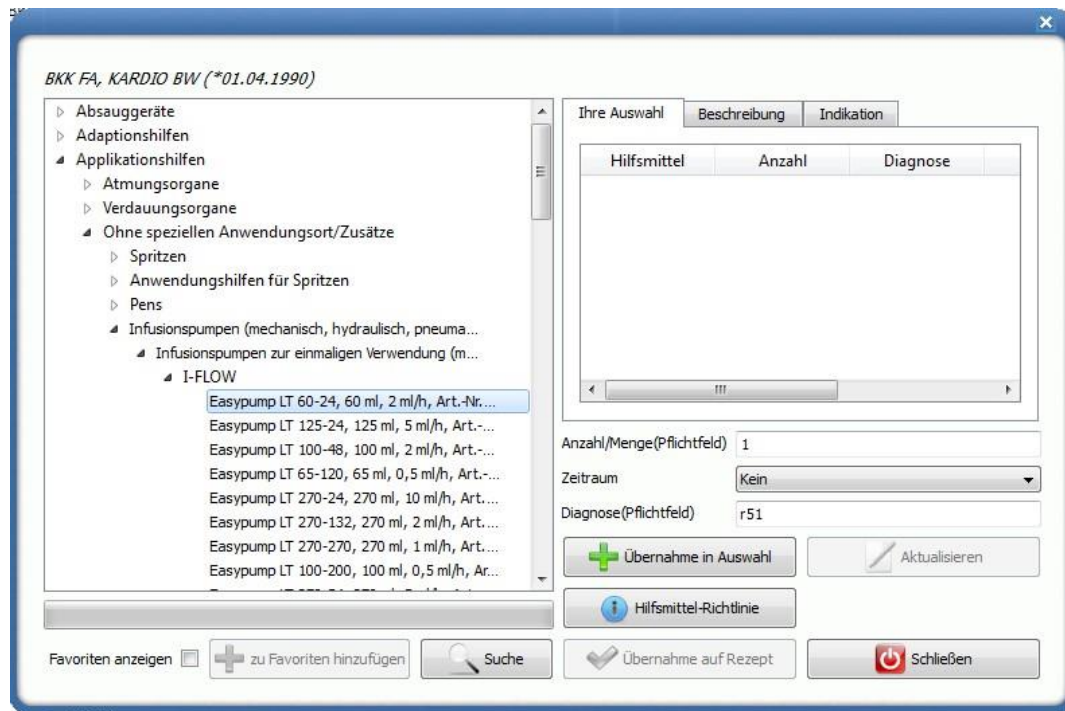 BKK FA, KARDIO BW (*01.04.1990)
Absauggeräte
Adaptionshilfen
Applikationshilfen
Atmungsorgane
Verdauungsorgane
Ohne speziellen Anwendungsort/Zusätze
Spritzen
Anwendungshilfen für Spritzen
Pens
Infusionspumpen (mechanisch, hydraulisch, pneuma...
Infusionspumpen zur einmaligen Verwendung (m...
I-FLOW
Easypump LT 60-24, 60 ml, 2 ml/h, Art.-Nr....
Easypump LT 125-24, 125 ml, 5 ml/h, Art.-...
Easypump LT 100-48, 100 ml, 2 ml/h, Art.-...
Easypump LT 65-120, 65 ml, 0,5 ml/h, Art.-...
Easypump LT 270-24, 270 ml, 10 ml/h, Art....
Easypump LT 270-132, 270 ml, 2 ml/h, Art....
Easypump LT 270-270, 270 ml, 1 ml/h, Art....
Easypump LT 100-200, 100 ml, 0,5 ml/h, Ar...
Favoriten anzeigen
zu Favoriten hinzufügen
Suche
Ihre Auswahl Beschreibung Indikation
Hilfsmittel Anzahl Diagnose
Anzahl/Menge(Pflichtfeld) 1
Zeitraum Kein
Diagnose(Pflichtfeld) r51
Übernahme in Auswahl Aktualisieren
Hilfsmittel-Richtlinie
Übernahme auf Rezept Schließen